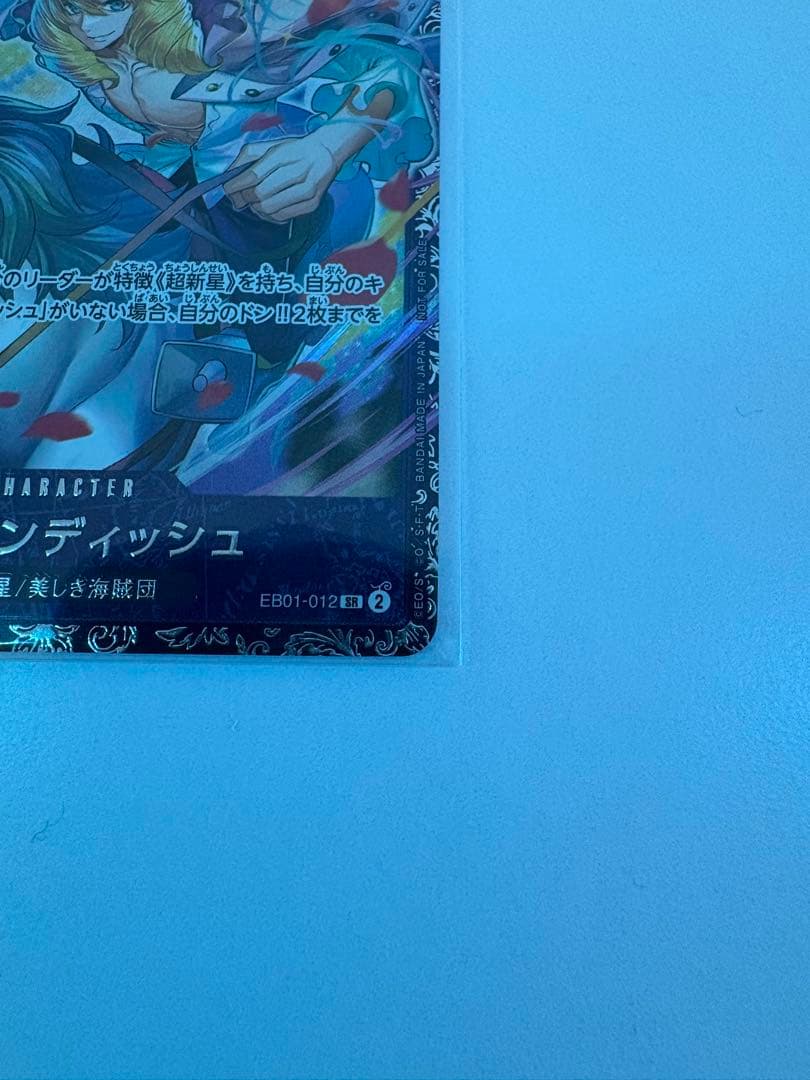 のリーダーが特徴《超新星》を持ち、自分のキ
ッシュ」がいない場合、自分のドン!!2枚までを
HARACTER
ンディッシュ
星/美しき海賊団
EB01-012 SR 2
BANDAI MADE IN JAPAN NOT FOR SALE